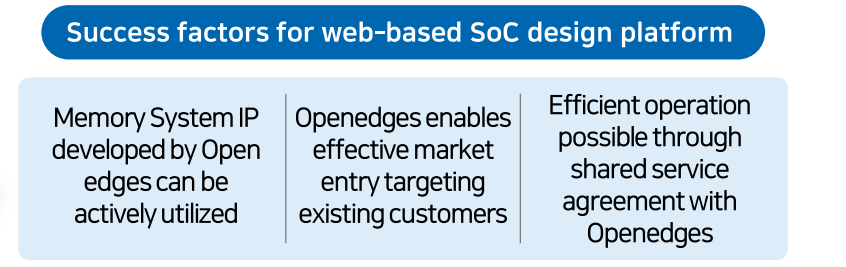 Success factors for web-based SoC design platform
Memory System IP
developed by Open
edges can be
actively utilized
Openedges enables
effective market
entry targeting
existing customers
Efficient operation
possible through
shared service
agreement with
Openedges